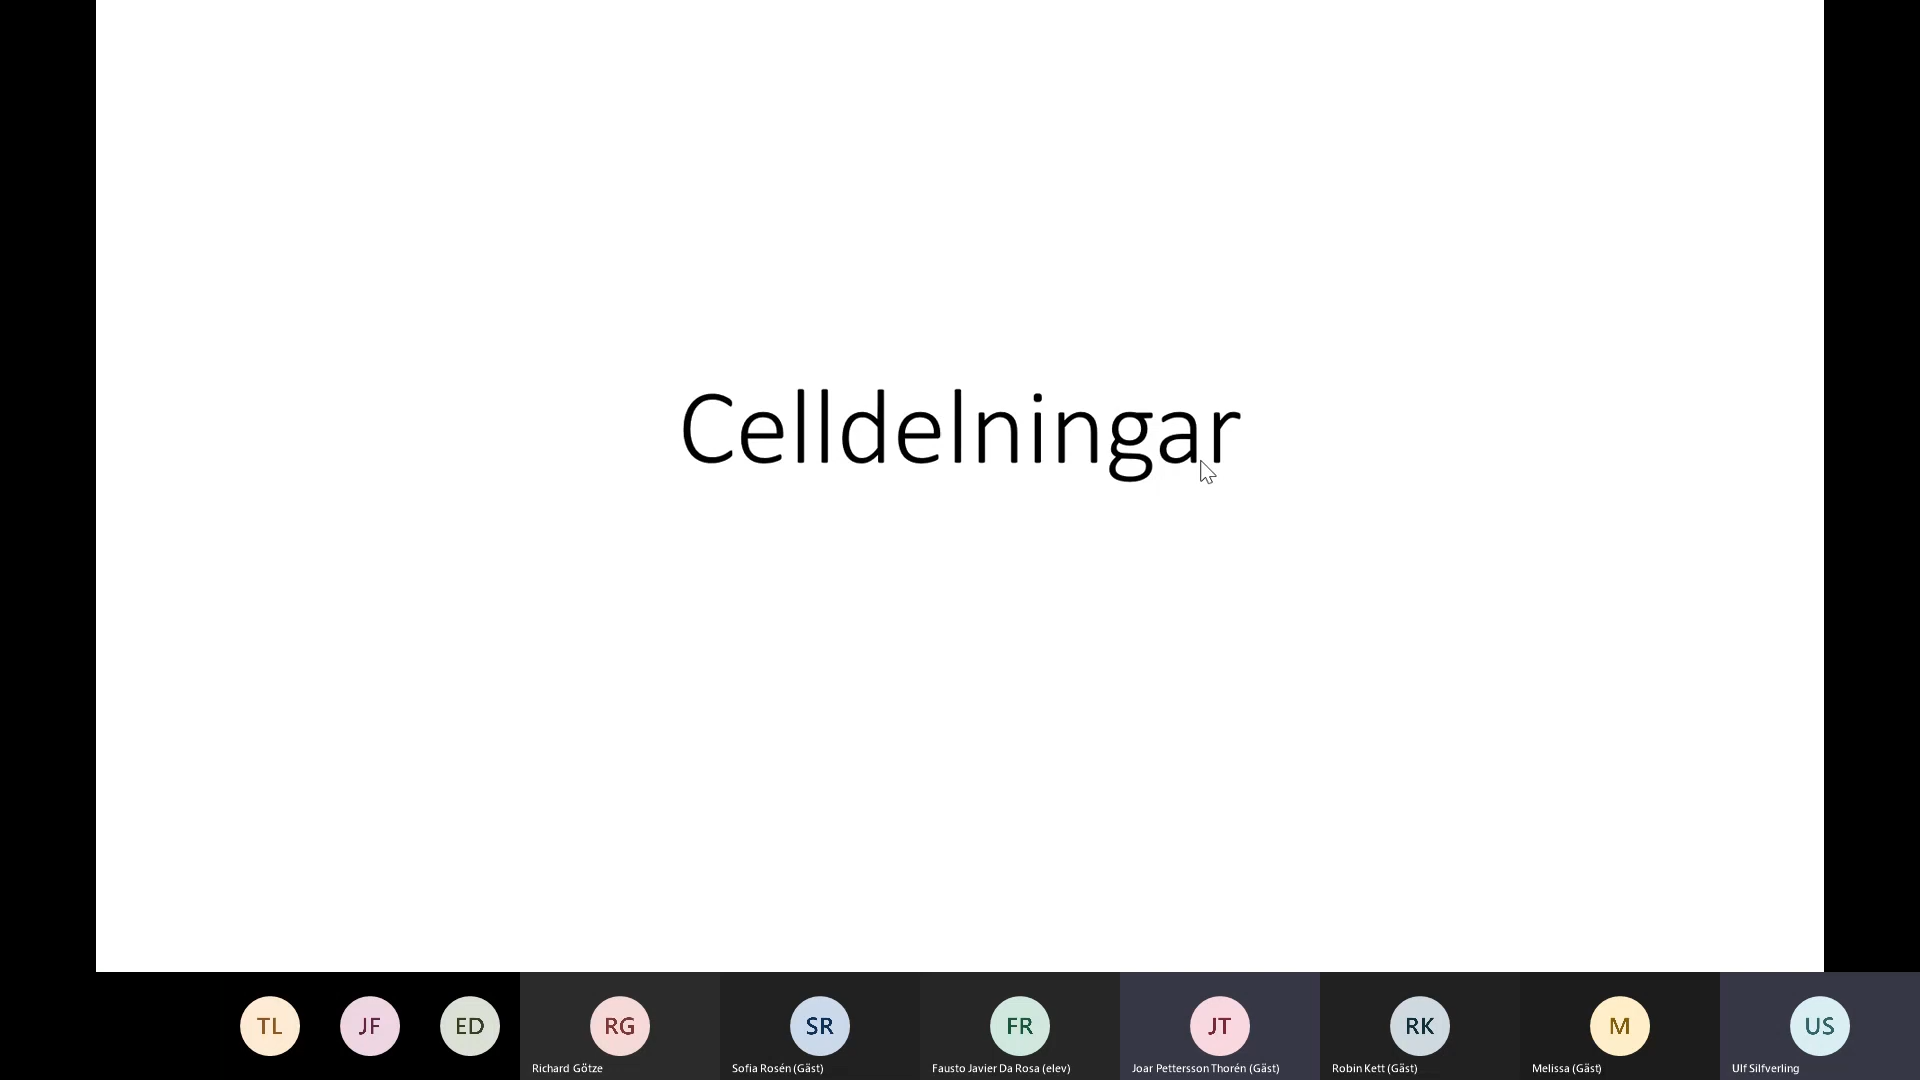 Celldelningar
TL
JF
ED
RG
SR
FR
JT
RK
M
US
Richard Götze
Sofia Rosén (Gäst)
Fausto Javier Da Rosa (elev)
Joar Pettersson Thorén (Gäst)
Robin Kett (Gäst)
Melissa (Gäst)
Ulf Silfverling